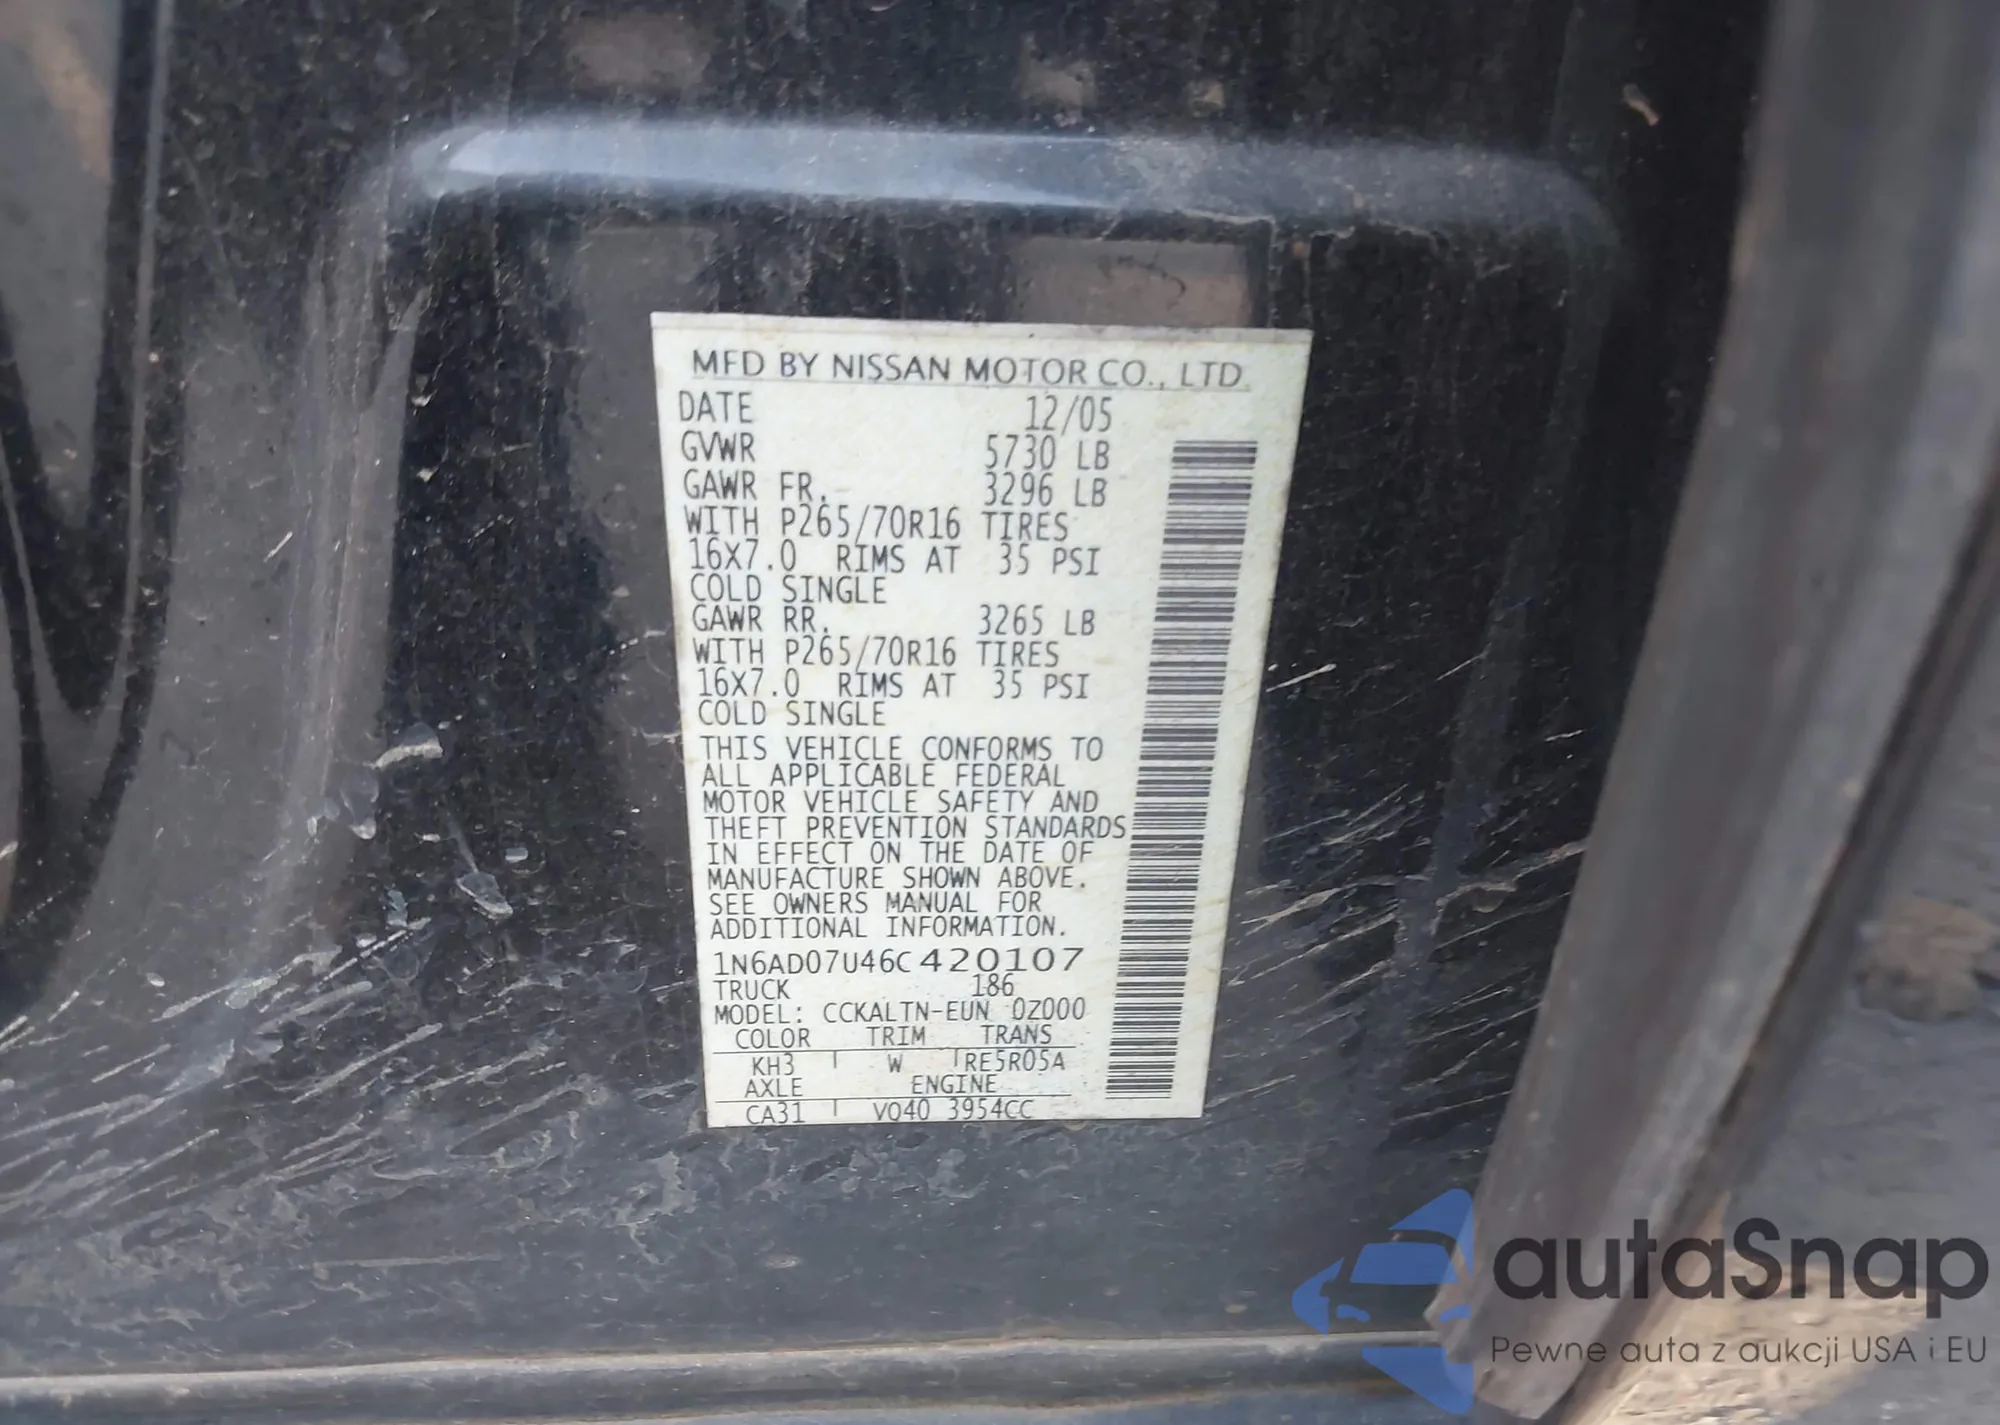 MFD BY NISSAN MOTOR CO., LTD.
DATE 12/05
GVWR 5730 LB
GAWR FR. 3296 LB
WITH P265/70R16 TIRES
16X7.0 RIMS AT 35 PSI
COLD SINGLE
GAWR RR. 3265 LB
WITH P265/70R16 TIRES
16X7.0 RIMS AT 35 PSI
COLD SINGLE
THIS VEHICLE CONFORMS TO
ALL APPLICABLE FEDERAL
MOTOR VEHICLE SAFETY AND
THEFT PREVENTION STANDARDS
IN EFFECT ON THE DATE OF
MANUFACTURE SHOWN ABOVE.
SEE OWNERS MANUAL FOR
ADDITIONAL INFORMATION.
1N6AD07U46C420107
TRUCK 186
MODEL: CCKALTN-EUN 0Z000
COLOR TRIM TRANS
KH3 W RE5R05A
AXLE ENGINE
CA31 VQ40 3954CC
autaSnap
Pewne auta z aukcji USA i EU